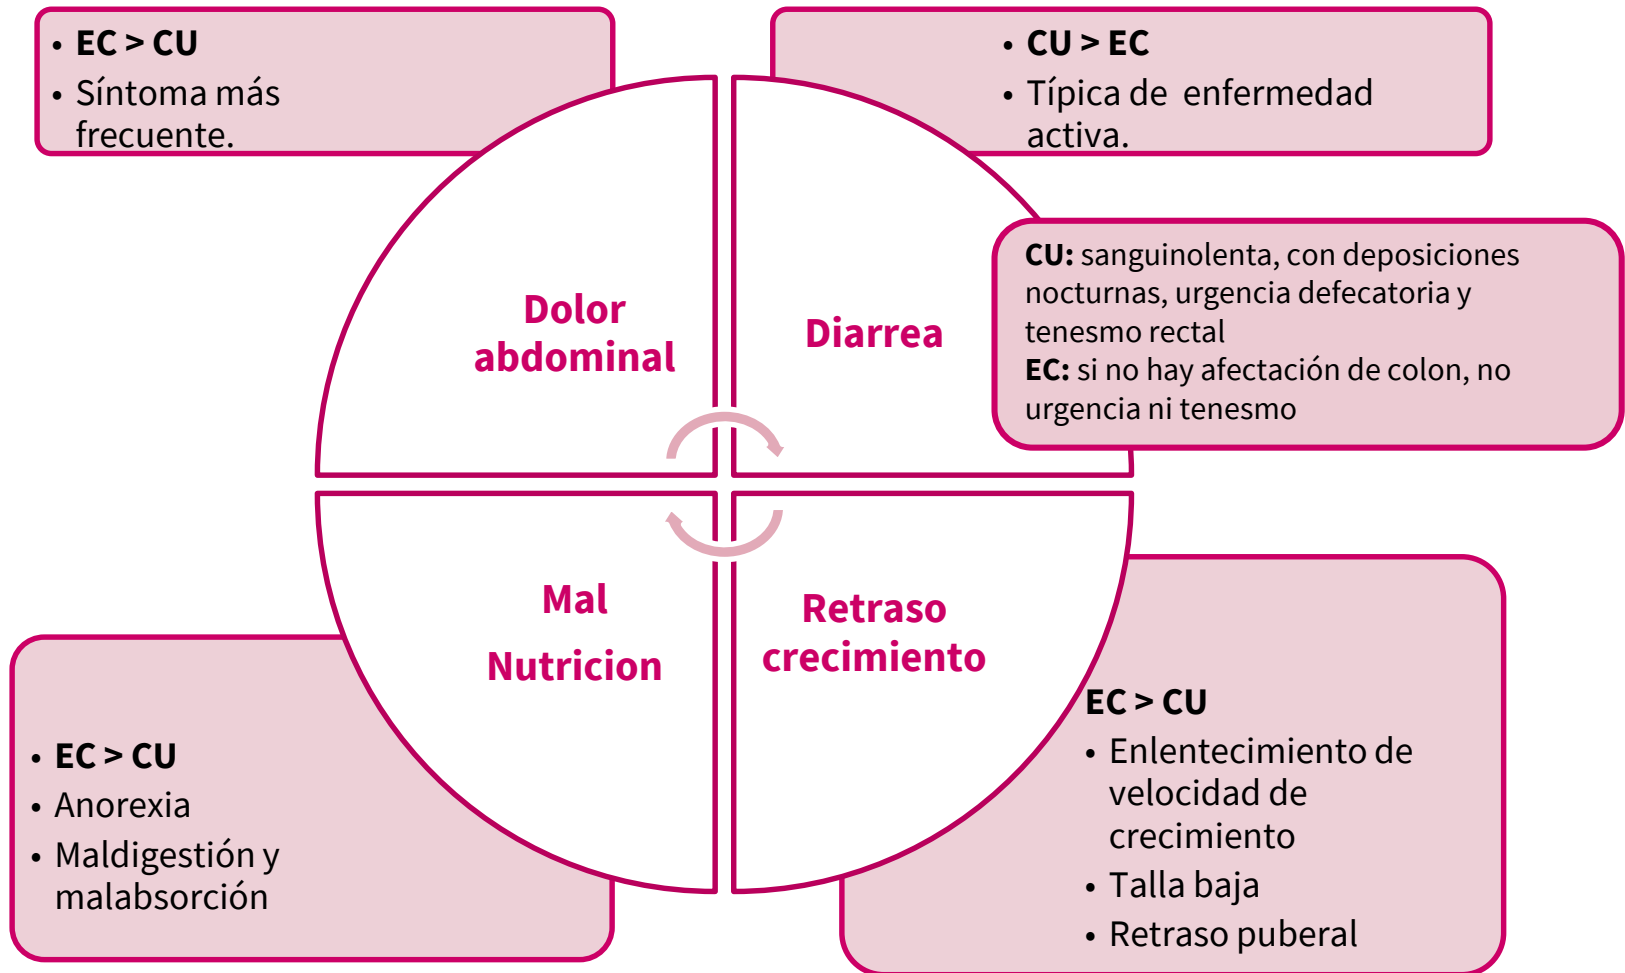 • EC > CU
• Síntoma más
frecuente.
• CU > EC
• Típica de enfermedad
activa.
Dolor
abdominal
Diarrea
CU: sanguinolenta, con deposiciones
nocturnas, urgencia defecatoria y
tenesmo rectal
EC: si no hay afectación de colon, no
urgencia ni tenesmo
Mal
Nutricion
Retraso
crecimiento
• EC > CU
• Anorexia
• Maldigestión y
malabsorción
EC > CU
• Enlentecimiento de
velocidad de
crecimiento
• Talla baja
• Retraso puberal